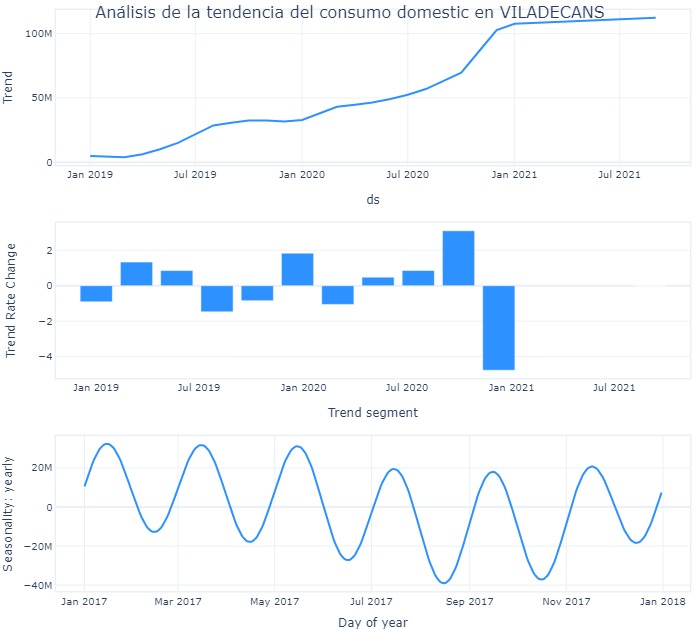 Análisis de la tendencia del consumo domestic en VILADECANS
Trend
100M
50M
0
Jan 2019 Jul 2019 Jan 2020 Jul 2020 Jan 2021 Jul 2021
ds
Trend Rate Change
2
0
−2
−4
Jan 2019 Jul 2019 Jan 2020 Jul 2020 Jan 2021 Jul 2021
Trend segment
Seasonality: yearly
20M
0
−20M
−40M
Jan 2017 Mar 2017 May 2017 Jul 2017 Sep 2017 Nov 2017 Jan 2018
Day of year